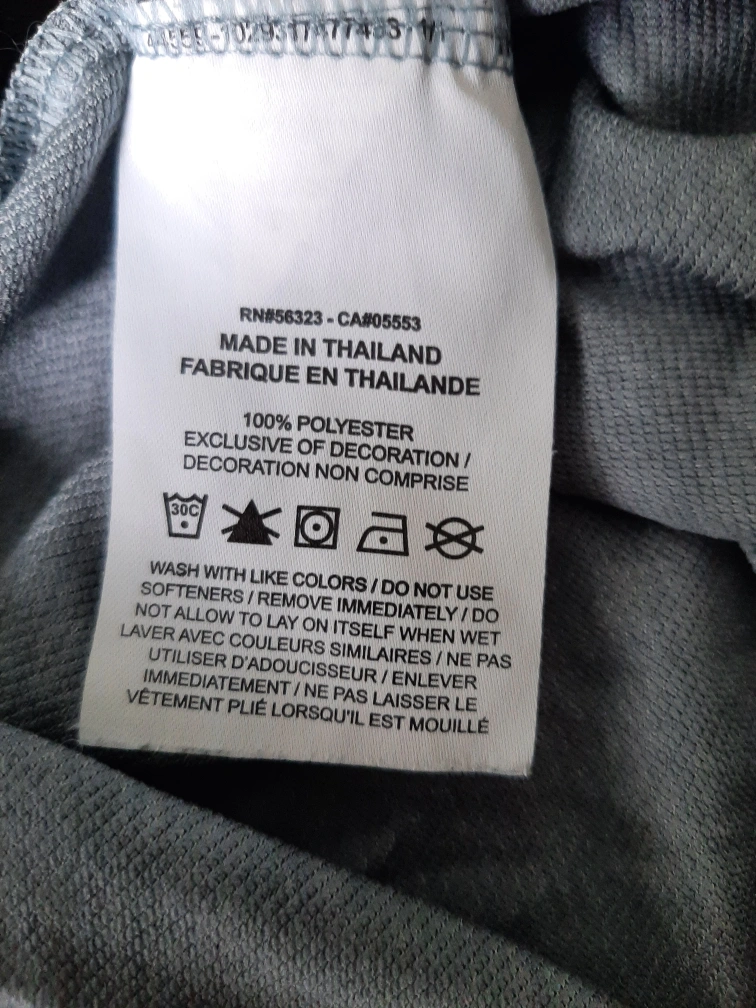 RN#56323 - CA#05553
MADE IN THAILAND
FABRIQUE EN THAILANDE
100% POLYESTER
EXCLUSIVE OF DECORATION /
DECORATION NON COMPRISE
30C
WASH WITH LIKE COLORS / DO NOT USE
SOFTENERS / REMOVE IMMEDIATELY / DO
NOT ALLOW TO LAY ON ITSELF WHEN WET
LAVER AVEC COULEURS SIMILAIRES / NE PAS
UTILISER D'ADOUCISSEUR / ENLEVER
IMMEDIATEMENT / NE PAS LAISSER LE
VÊTEMENT PLIÉ LORSQU'IL EST MOUILLÉ